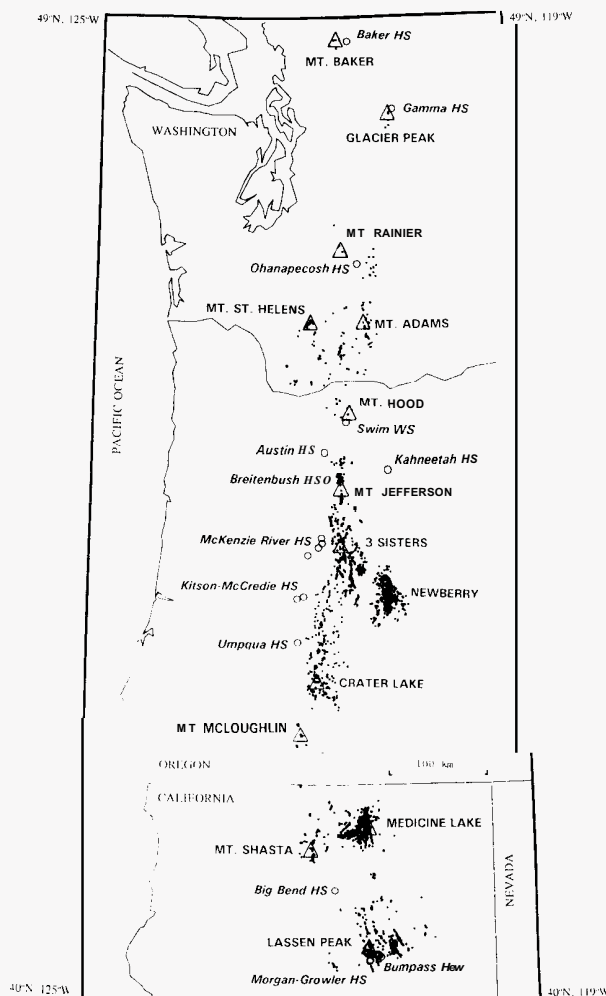 49°N, 125°W
49°N, 119°W
Baker HS
MT. BAKER
Gamma HS
WASHINGTON
GLACIER PEAK
MT RAINIER
Ohanapecosh HS
MT. ST. HELENS
MT. ADAMS
PACIFIC OCEAN
MT. HOOD
Swim WS
Austin HS
Kahneetah HS
Breitenbush HSO
MT JEFFERSON
McKenzie River HS
3 SISTERS
Kitson-McCredie HS
NEWBERRY
Umpqua HS
CRATER LAKE
MT MCLOUGHLIN
OREGON
100 km
CALIFORNIA
MEDICINE LAKE
MT. SHASTA
Big Bend HS
NEVADA
LASSEN PEAK
Bumpass Hew
Morgan-Growler HS
40°N, 125°W
40°N, 119°W